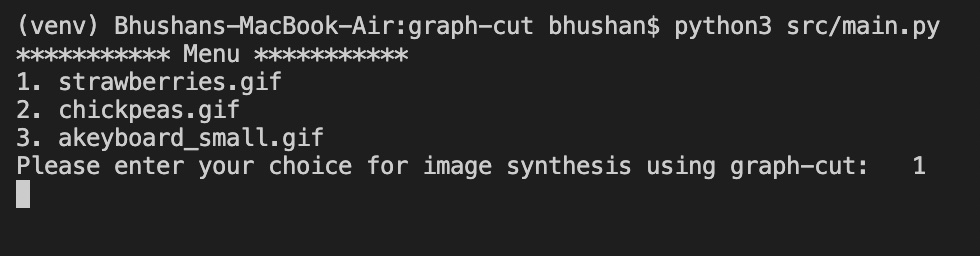 (venv) Bhushans-MacBook-Air:graph-cut bhushan$ python3 src/main.py
*********** Menu ***********
1. strawberries.gif
2. chickpeas.gif
3. akeyboard_small.gif
Please enter your choice for image synthesis using graph-cut:   1